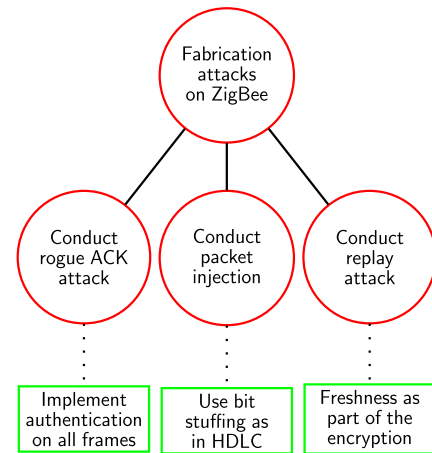 Fabrication
attacks
on ZigBee
Conduct
rogue ACK
attack
Conduct
packet
injection
Conduct
replay
attack
Implement
authentication
on all frames
Use bit
stuffing as
in HDLC
Freshness as
part of the
encryption